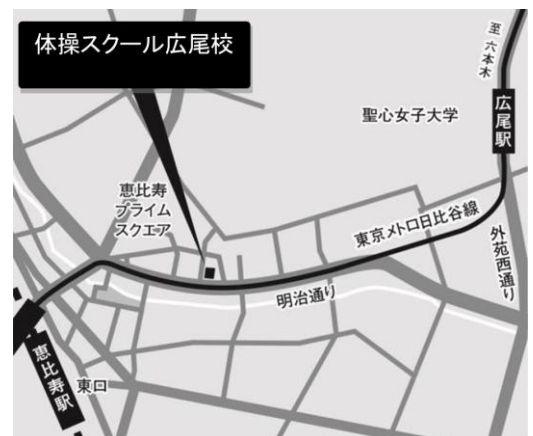 体操スクール広尾校
至
六本木
広尾駅
聖心女子大学
恵比寿
プライム
スクエア
東京メトロ日比谷線
外苑西通り
明治通り
恵比寿駅
東口